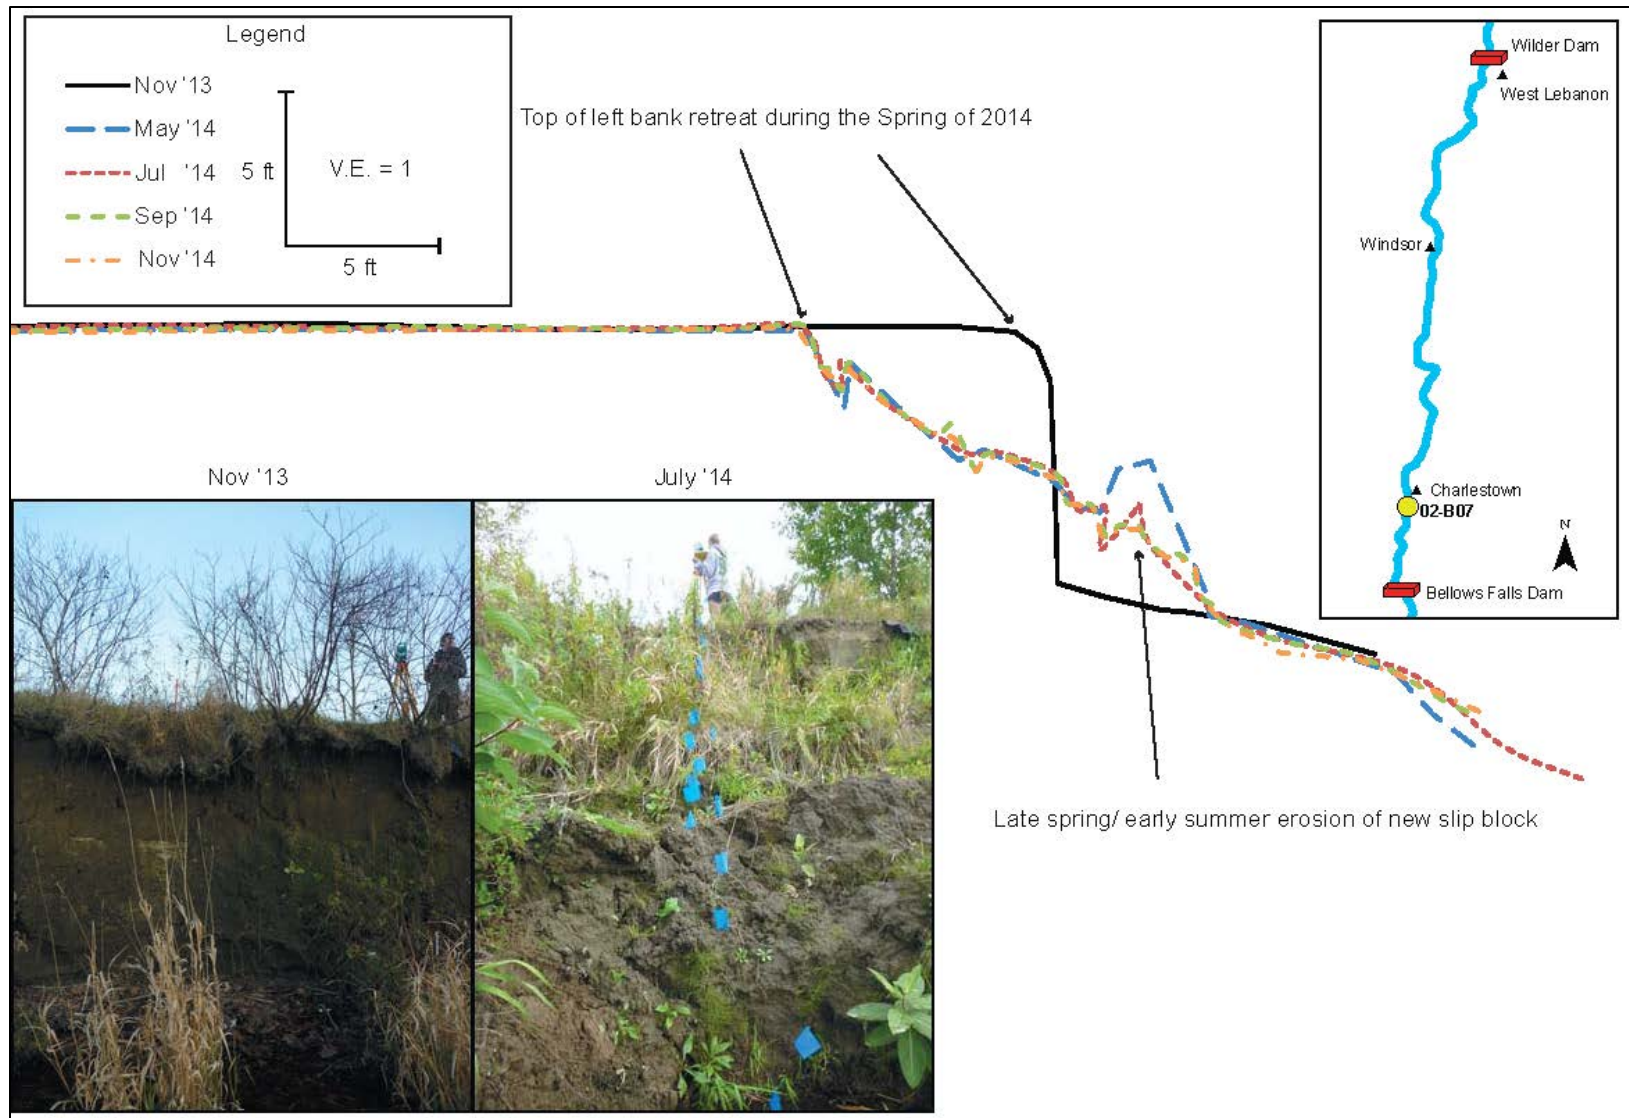 Legend
Nov '13
May '14
Jul '14
Sep '14
Nov '14
5 ft
V.E. = 1
5 ft
Top of left bank retreat during the Spring of 2014
Wilder Dam
West Lebanon
Windsor
Charlestown
02-B07
N
Bellows Falls Dam
Nov '13
July '14
Late spring/ early summer erosion of new slip block